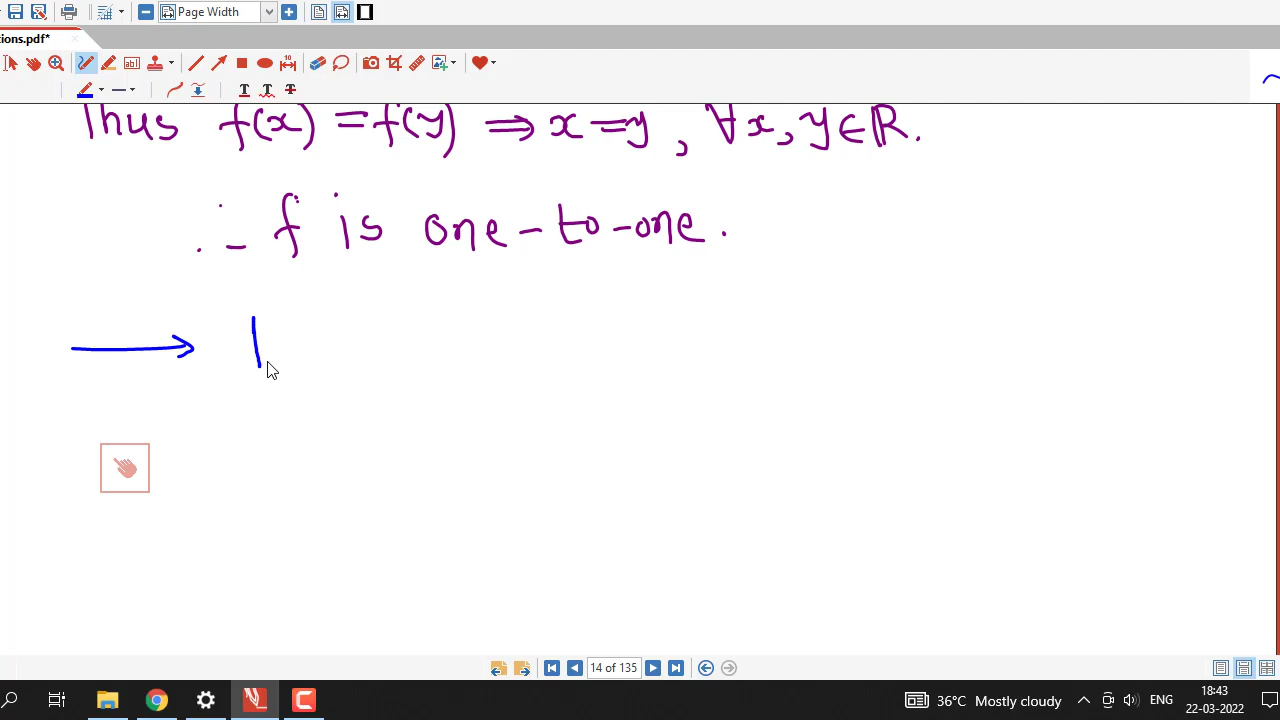 Page Width
ions.pdf*
10
Thus f(x) = f(y) ⟹ x = y, ∀ x, y ∈ ℝ.
∴ f is one-to-one.
14 of 135
36°C Mostly cloudy
ENG
18:43
22-03-2022